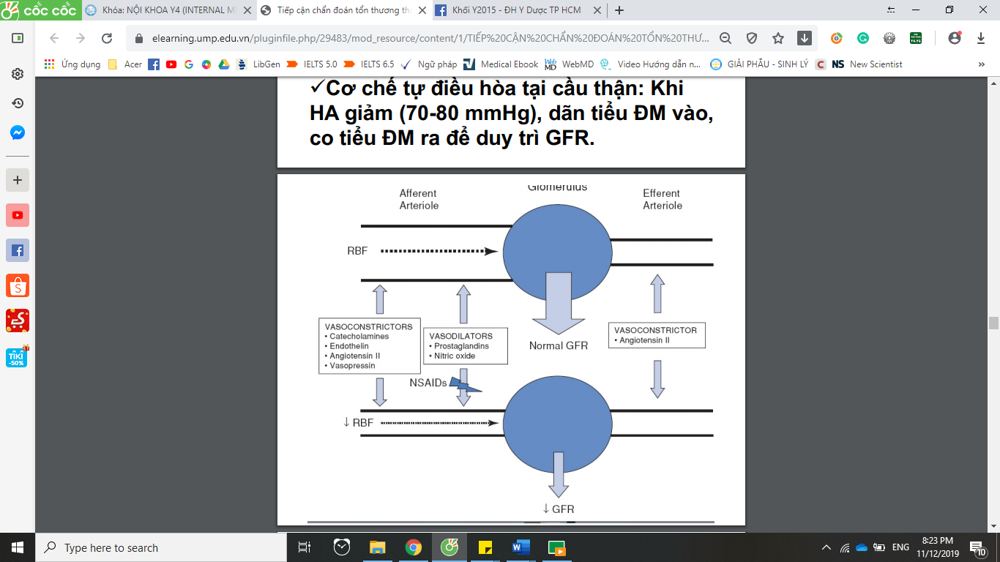 cốc cốc
Khóa: NỘI KHOA Y4 (INTERNAL M
Tiếp cận chẩn đoán tổn thương th
Khối Y2015 - ĐH Y Dược TP HCM
elearning.ump.edu.vn/pluginfile.php/29483/mod_resource/content/1/TIẾP%20CẬN%20CHẨN%20ĐOÁN%20TỔN%20THƯ...
Ứng dụng
Acer
LibGen
IELTS 5.0
IELTS 6.5
Ngữ pháp
Medical Ebook
Web MD
WebMD
Video Hướng dẫn n...
GIẢI PHẪU - SINH LÝ
C
NS
New Scientist
»
✓Cơ chế tự điều hòa tại cầu thận: Khi
HA giảm (70-80 mmHg), dãn tiểu ĐM vào,
co tiểu ĐM ra để duy trì GFR.
Afferent
Arteriole
Glomerulus
Efferent
Arteriole
RBF
VASOCONSTRICTORS
• Catecholamines
• Endothelin
• Angiotensin II
• Vasopressin
VASODILATORS
• Prostaglandins
• Nitric oxide
Normal GFR
VASOCONSTRICTOR
• Angiotensin II
NSAIDs
↓ RBF
↓ GFR
TIKI
-50%
Type here to search
ENG
8:23 PM
11/12/2019
10